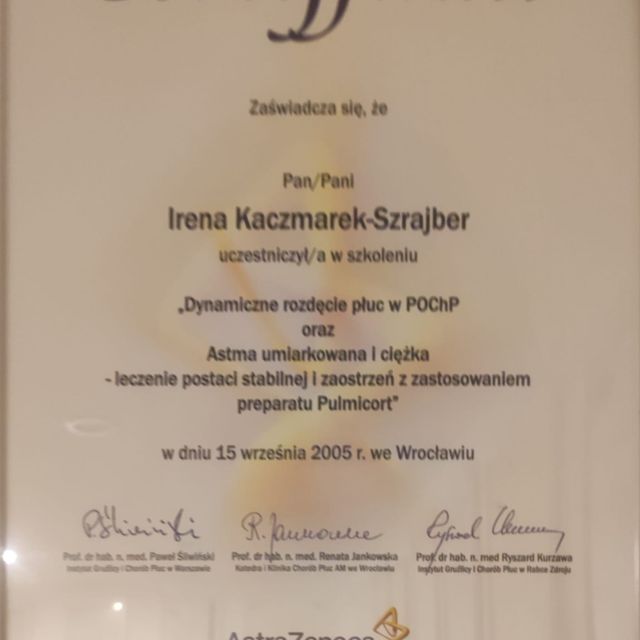 Zaświadcza się, że
Pan/Pani
Irena Kaczmarek-Szrajber
uczestniczył/a w szkoleniu
„Dynamiczne rozdęcie płuc w POChP
oraz
Astma umiarkowana i ciężka
- leczenie postaci stabilnej i zaostrzeń z zastosowaniem
preparatu Pulmicort”
w dniu 15 września 2005 r. we Wrocławiu
Prof. dr hab. n. med. Paweł Śliwiński
Instytut Gruźlicy i Chorób Płuc w Warszawie
Prof. dr hab. n. med. Renata Jankowska
Katedra i Klinika Chorób Płuc AM we Wrocławiu
Prof. dr hab. n. med Ryszard Kurzawa
Instytut Gruźlicy i Chorób Płuc w Rabce Zdroju
AstraZeneca